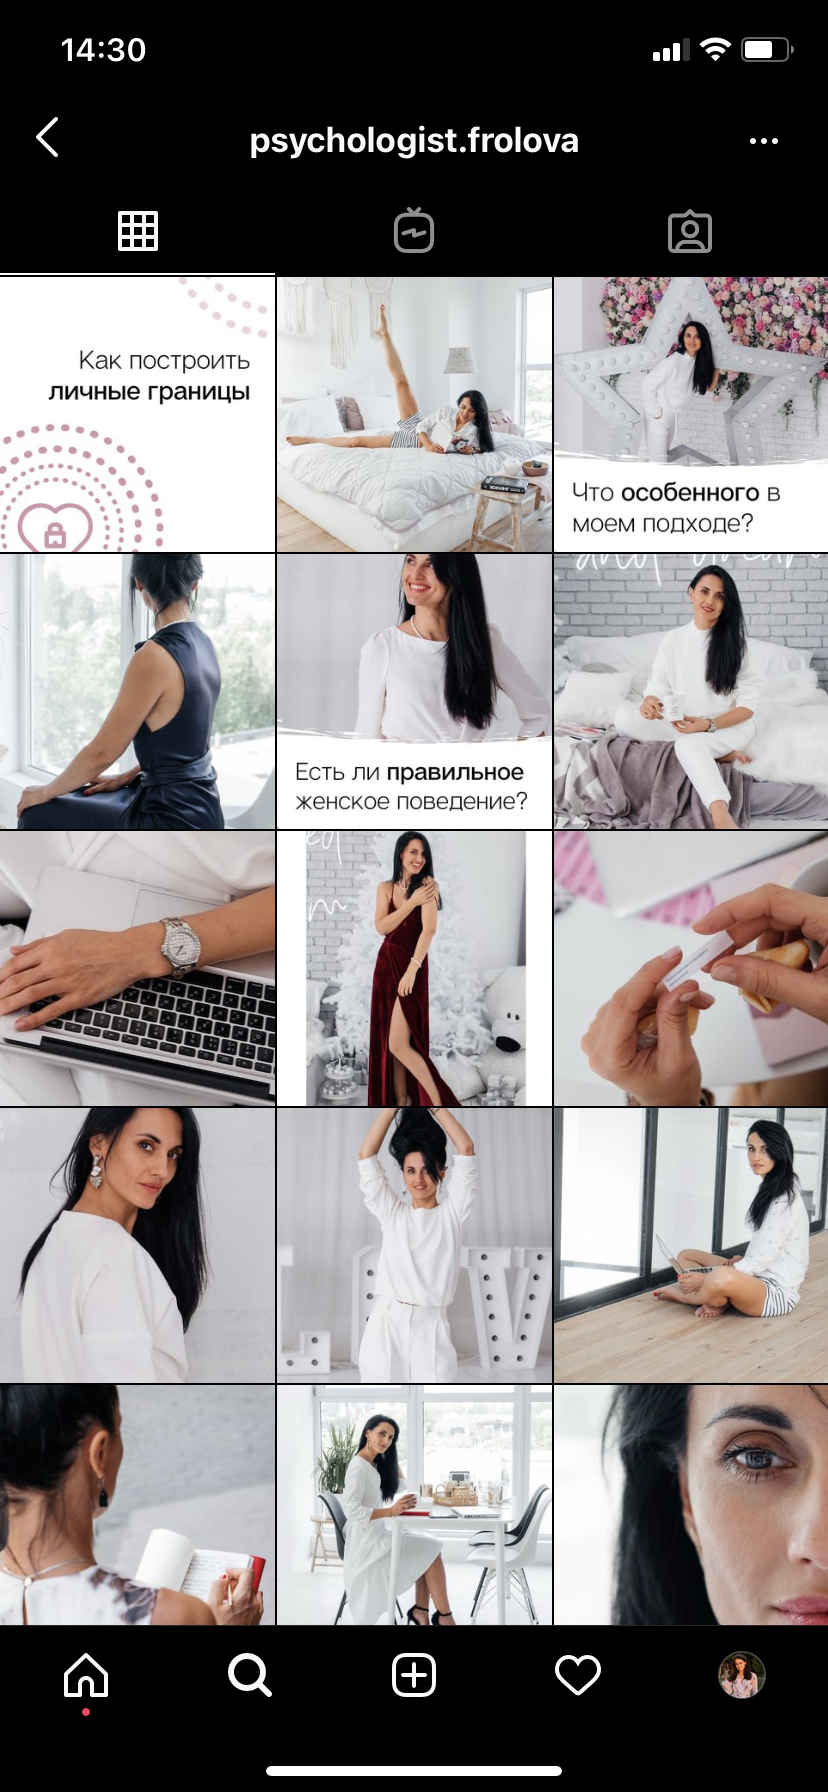 14:30
psychologist.frolova
Как построить
личные границы
Что особенного в
моем подходе?
Есть ли правильное
женское поведение?